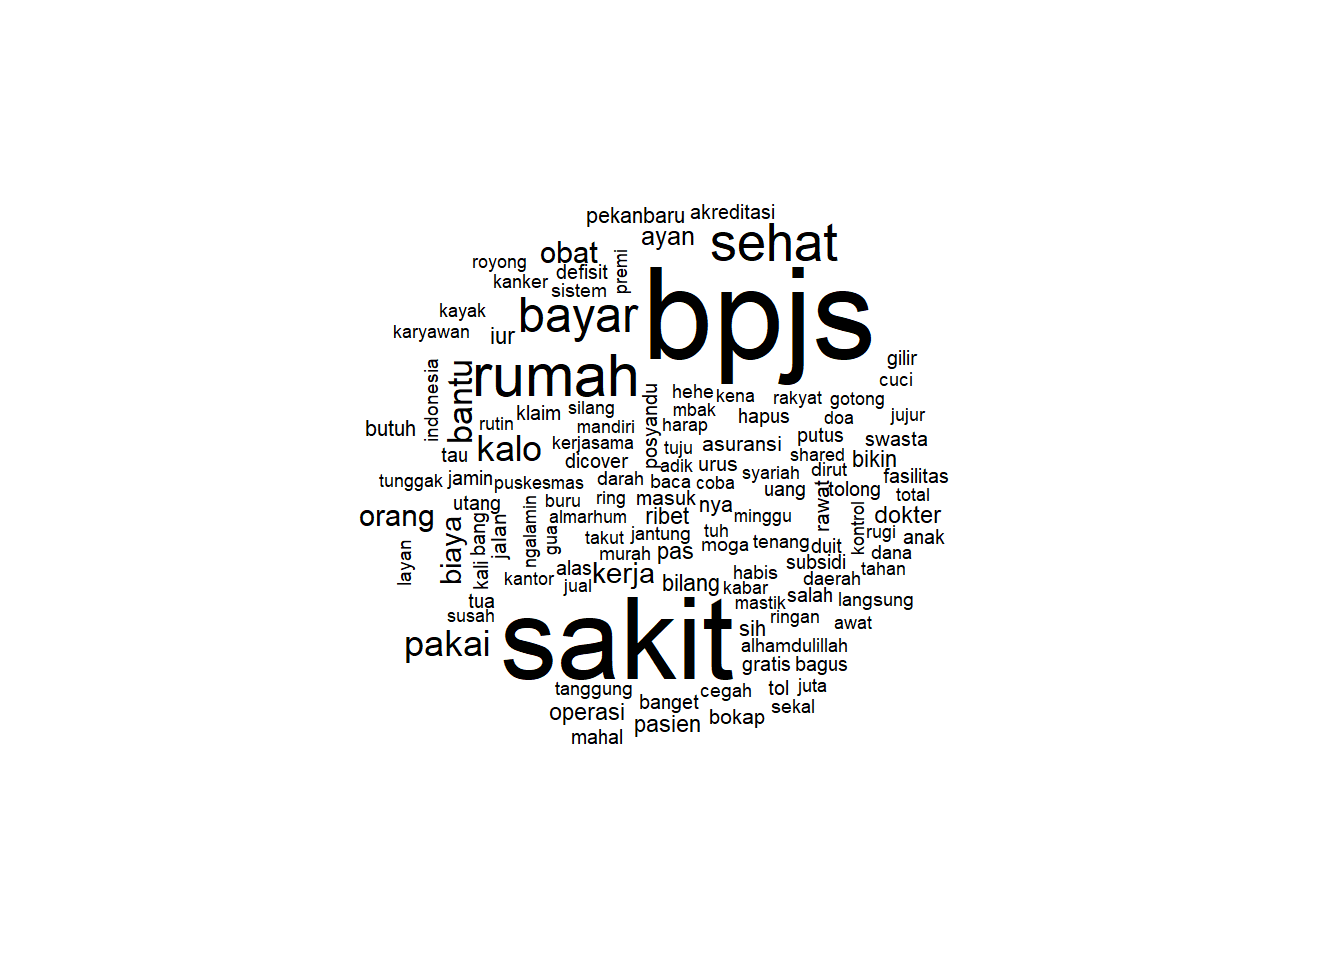 pekanbaru akreditasi
ayan sehat
obat
royong defisit premi
kanker sistem
bpjs
kayak bayar
karyawan iur
rumah
gilir
cuci
indonesia bantu
posyandu hehe kena rakyat gotong
klaim silang mbak hapus doa jujur
butuh rutin mandiri harap
kalo kerjasama tuju asuransi putus swasta
tau dicover adik urus shared bikin
tunggak jamin puskesmas darah baca coba syariah dirut fasilitas
utang buru ring masuk nya uang rawat tolong total
orang bang jalan ngalamin gua almarhum ribet minggu kontrol dokter
takut jantung tuh rugi anak
layan biaya kali murah pas moga tenang duit dana
kantor alas kerja bilang habis subsidi tahan
jual kabar daerah
tua mastik salah langsung
susah ringan awat
pakai sakit sih
alhamdulillah
gratis bagus
tanggung cegah tol juta
operasi banget sekal
pasien bokap
mahal